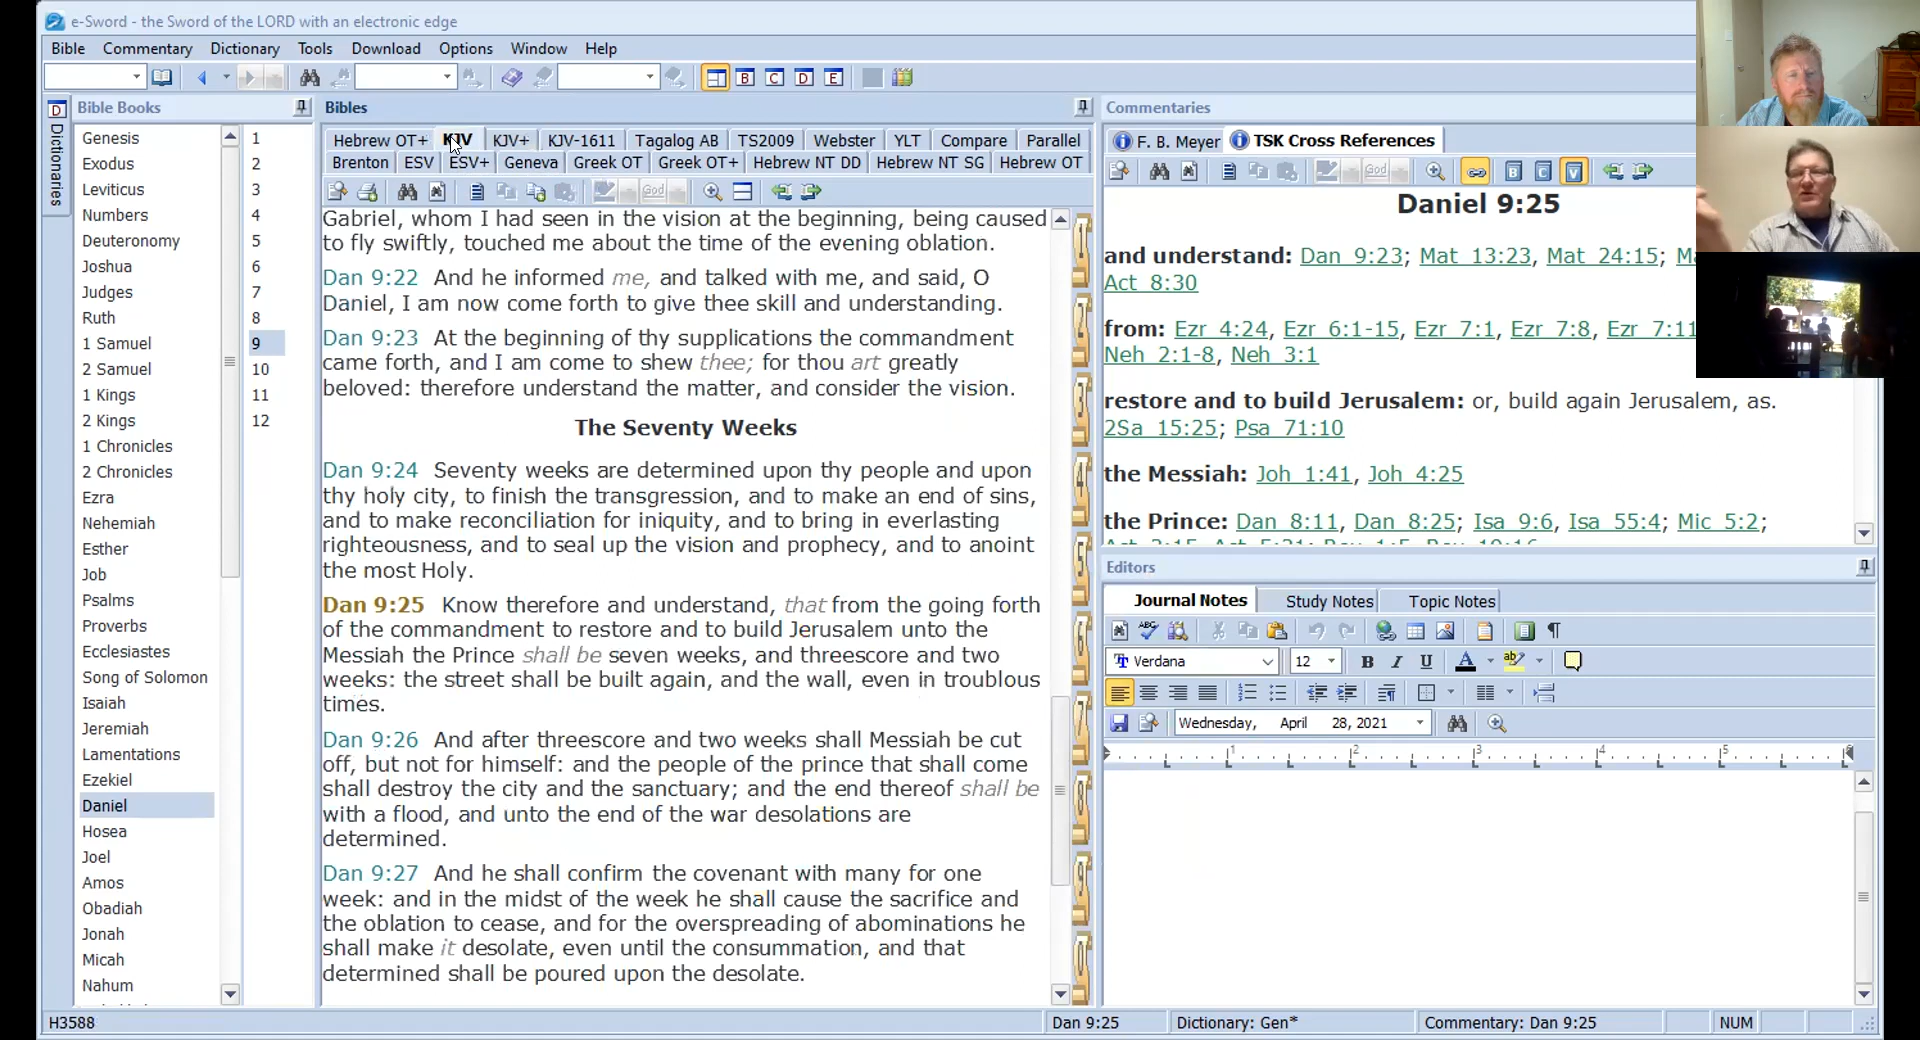 e-Sword - the Sword of the LORD with an electronic edge
Bible Commentary Dictionary Tools Download Options Window Help
B C D E
D Dictionaries
Bible Books
Genesis
Exodus
Leviticus
Numbers
Deuteronomy
Joshua
Judges
Ruth
1 Samuel
2 Samuel
1 Kings
2 Kings
1 Chronicles
2 Chronicles
Ezra
Nehemiah
Esther
Job
Psalms
Proverbs
Ecclesiastes
Song of Solomon
Isaiah
Jeremiah
Lamentations
Ezekiel
Daniel
Hosea
Joel
Amos
Obadiah
Jonah
Micah
Nahum
1
2
3
4
5
6
7
8
9
10
11
12
Bibles
Hebrew OT+ KJV KJV+ KJV-1611 Tagalog AB TS2009 Webster YLT Compare Parallel
Brenton ESV ESV+ Geneva Greek OT Greek OT+ Hebrew NT DD Hebrew NT SG Hebrew OT
God
Gabriel, whom I had seen in the vision at the beginning, being caused
to fly swiftly, touched me about the time of the evening oblation.
Dan 9:22 And he informed me, and talked with me, and said, O
Daniel, I am now come forth to give thee skill and understanding.
Dan 9:23 At the beginning of thy supplications the commandment
came forth, and I am come to shew thee; for thou art greatly
beloved: therefore understand the matter, and consider the vision.
The Seventy Weeks
Dan 9:24 Seventy weeks are determined upon thy people and upon
thy holy city, to finish the transgression, and to make an end of sins,
and to make reconciliation for iniquity, and to bring in everlasting
righteousness, and to seal up the vision and prophecy, and to anoint
the most Holy.
Dan 9:25 Know therefore and understand, that from the going forth
of the commandment to restore and to build Jerusalem unto the
Messiah the Prince shall be seven weeks, and threescore and two
weeks: the street shall be built again, and the wall, even in troublous
times.
Dan 9:26 And after threescore and two weeks shall Messiah be cut
off, but not for himself: and the people of the prince that shall come
shall destroy the city and the sanctuary; and the end thereof shall be
with a flood, and unto the end of the war desolations are
determined.
Dan 9:27 And he shall confirm the covenant with many for one
week: and in the midst of the week he shall cause the sacrifice and
the oblation to cease, and for the overspreading of abominations he
shall make it desolate, even until the consummation, and that
determined shall be poured upon the desolate.
1
2
3
4
5
6
7
8
9
0
Commentaries
F. B. Meyer TSK Cross References
God B C V
Daniel 9:25
and understand: Dan 9:23; Mat 13:23, Mat 24:15;
Act 8:30
from: Ezr 4:24, Ezr 6:1-15, Ezr 7:1, Ezr 7:8, Ezr 7:11
Neh 2:1-8, Neh 3:1
restore and to build Jerusalem: or, build again Jerusalem, as.
2Sa 15:25; Psa 71:10
the Messiah: Joh 1:41, Joh 4:25
the Prince: Dan 8:11, Dan 8:25; Isa 9:6, Isa 55:4; Mic 5:2;
Editors
Journal Notes Study Notes Topic Notes
ABC
Verdana 12 B I U A ab
Wednesday, April 28, 2021
1 2 3 4 5
H3588 Dan 9:25 Dictionary: Gen* Commentary: Dan 9:25 NUM